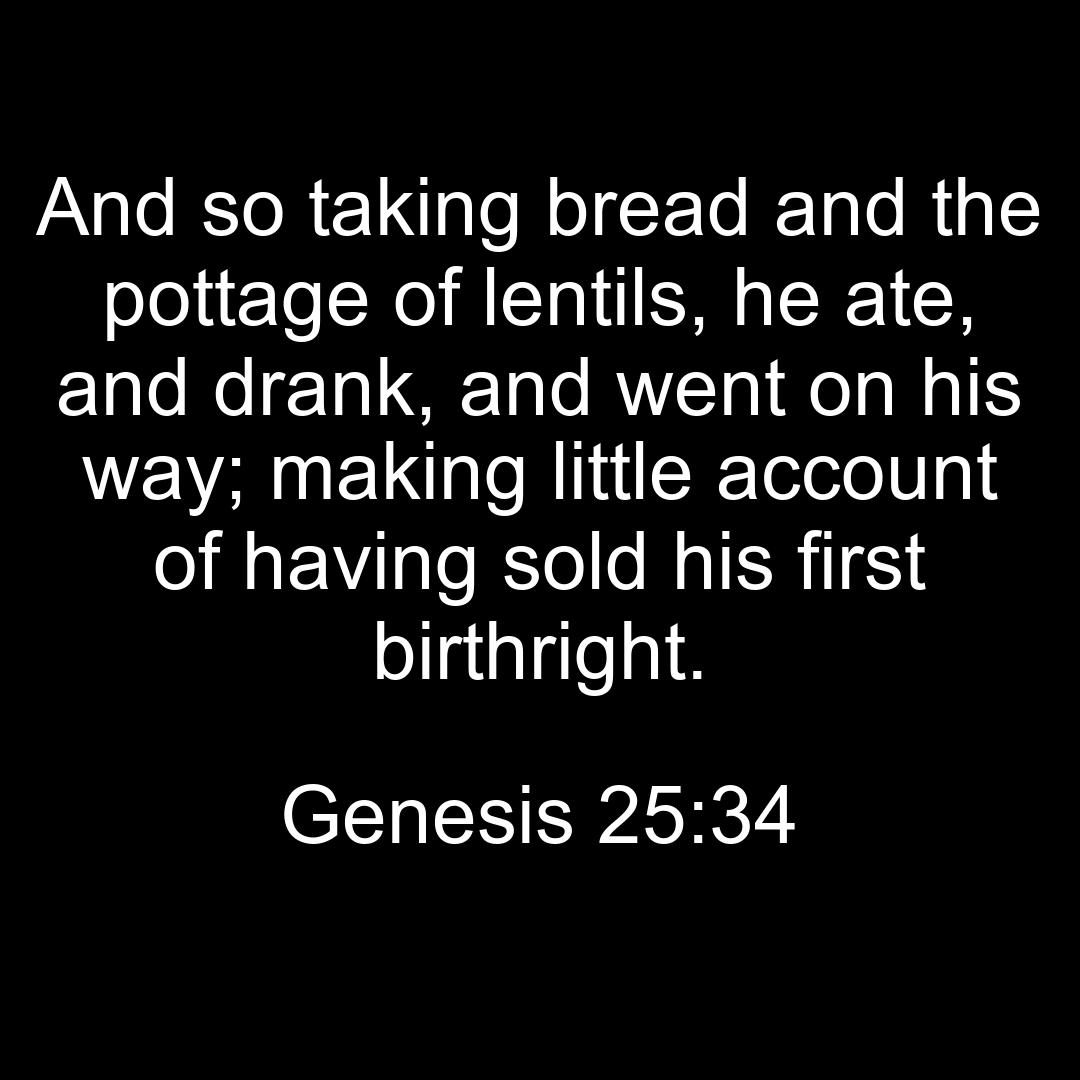 And so taking bread and the
pottage of lentils, he ate,
and drank, and went on his
way; making little account
of having sold his first
birthright.
Genesis 25:34